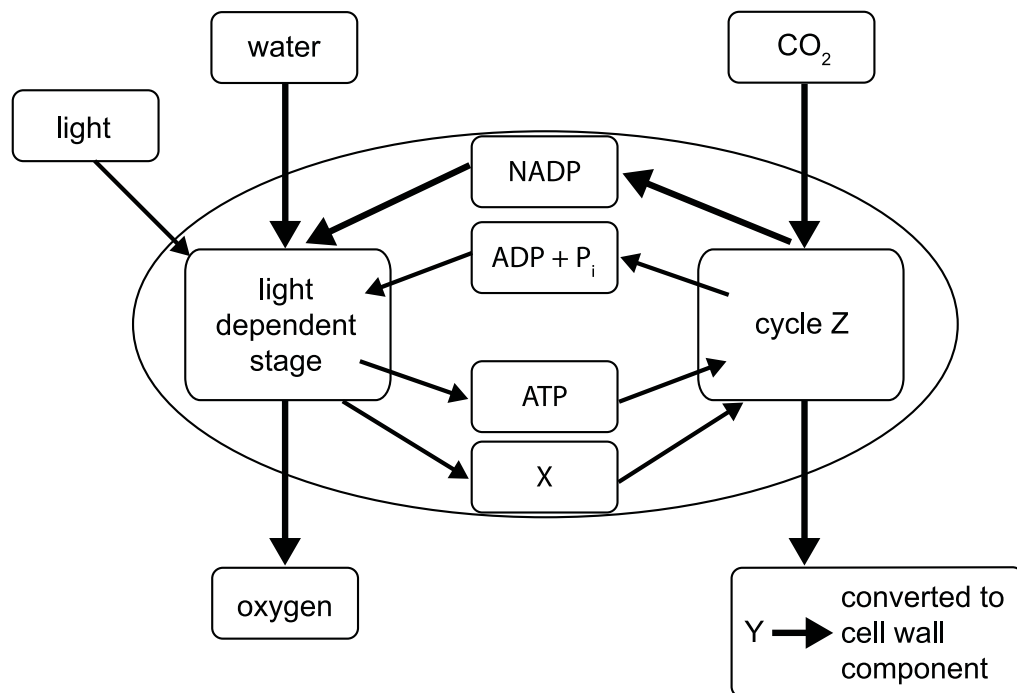 water
CO₂
light
NADP
ADP + Pᵢ
light
dependent
stage
cycle Z
ATP
X
oxygen
Y
converted to
cell wall
component